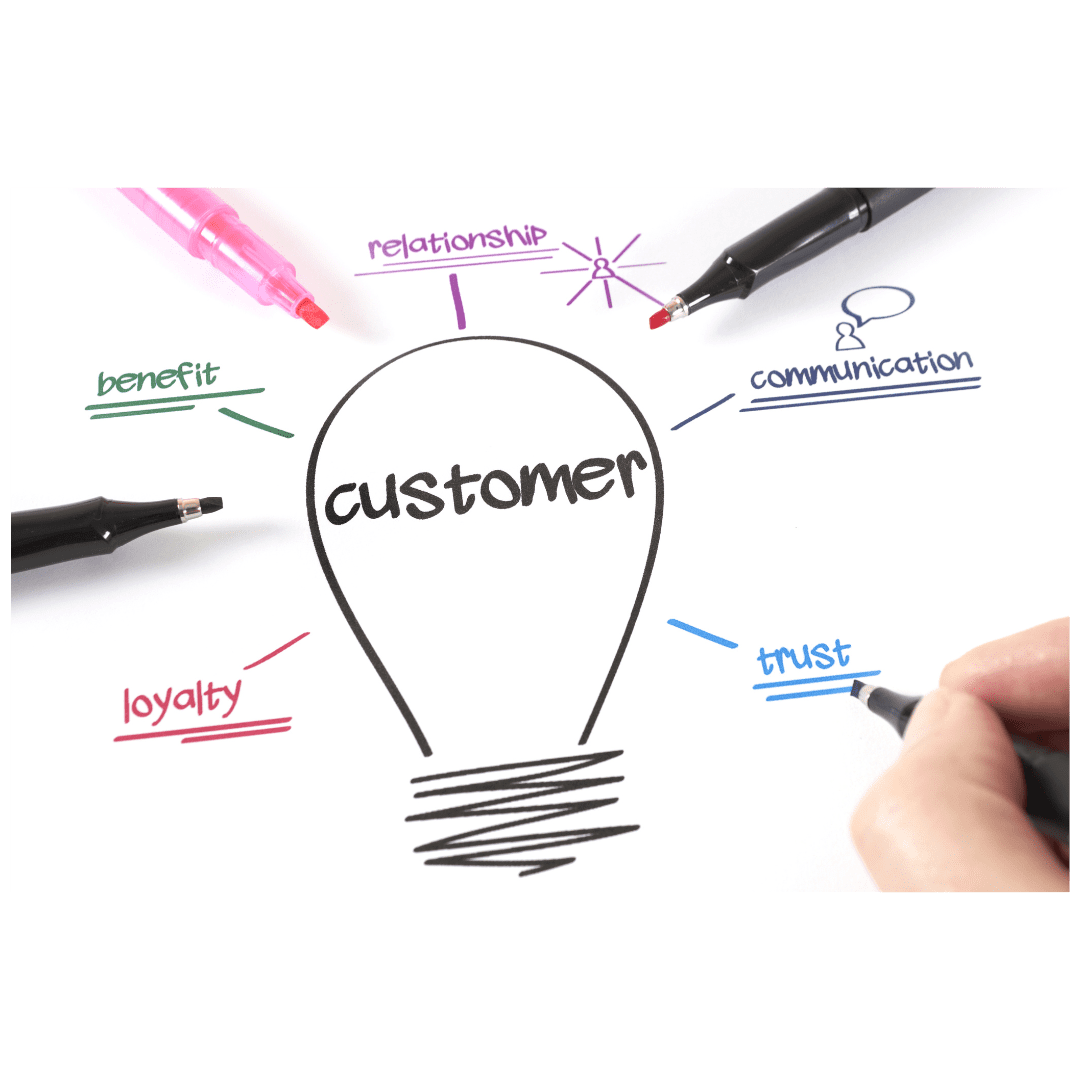 relationship
benefit
communication
customer
loyalty
trust